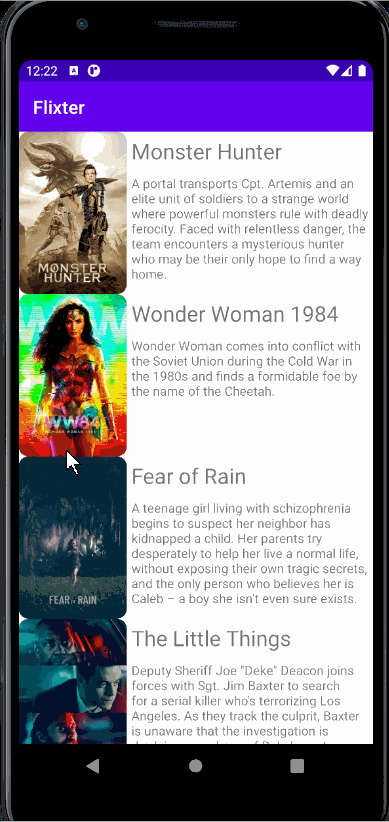 12:22
Flixter
Monster Hunter
A portal transports Cpt. Artemis and an
elite unit of soldiers to a strange world
where powerful monsters rule with deadly
ferocity. Faced with relentless danger, the
team encounters a mysterious hunter
who may be their only hope to find a way
home.
MONSTER
HUNTER
Wonder Woman 1984
Wonder Woman comes into conflict with
the Soviet Union during the Cold War in
the 1980s and finds a formidable foe by
the name of the Cheetah.
WW84
WONDER WOMAN 1984
Fear of Rain
A teenage girl living with schizophrenia
begins to suspect her neighbor has
kidnapped a child. Her parents try
desperately to help her live a normal life,
without exposing their own tragic secrets,
and the only person who believes her is
Caleb – a boy she isn't even sure exists.
FEAR OF RAIN
The Little Things
Deputy Sheriff Joe "Deke" Deacon joins
forces with Sgt. Jim Baxter to search
for a serial killer who's terrorizing Los
Angeles. As they track the culprit, Baxter
is unaware that the investigation is